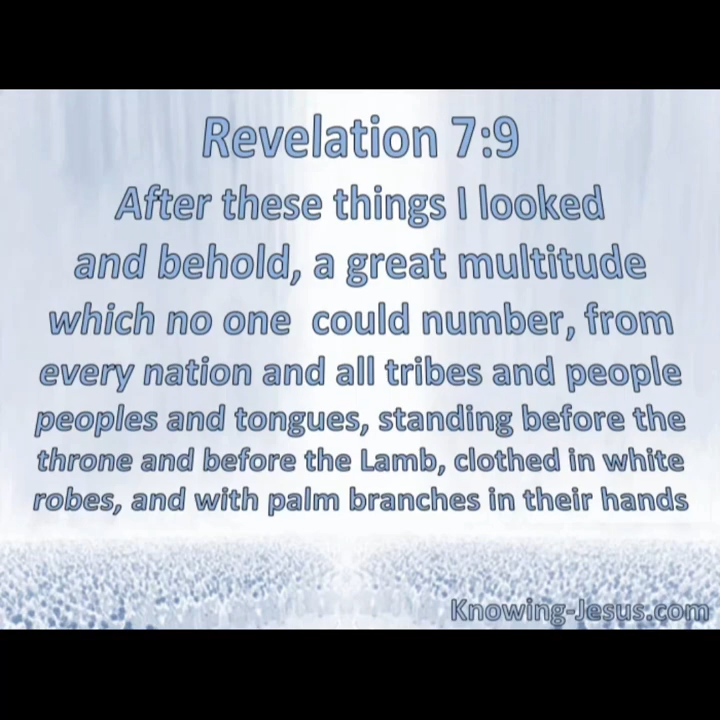 Revelation 7:9
After these things I looked
and behold, a great multitude
which no one could number, from
every nation and all tribes and people
peoples and tongues, standing before the
throne and before the Lamb, clothed in white
robes, and with palm branches in their hands
Knowing-Jesus.com